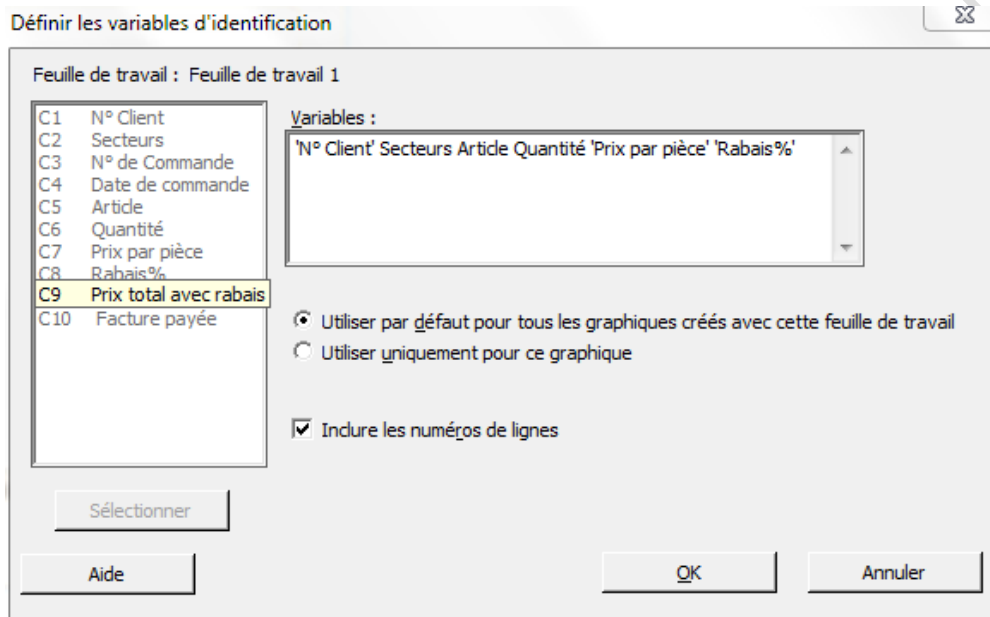 Définir les variables d'identification
Feuille de travail : Feuille de travail 1
C1 N° Client
C2 Secteurs
C3 N° de Commande
C4 Date de commande
C5 Article
C6 Quantité
C7 Prix par pièce
C8 Rabais%
C9 Prix total avec rabais
C10 Facture payée
Variables :
'N° Client' Secteurs Article Quantité 'Prix par pièce' 'Rabais%'
Utiliser par défaut pour tous les graphiques créés avec cette feuille de travail
Utiliser uniquement pour ce graphique
Inclure les numéros de lignes
Sélectionner
Aide
OK
Annuler